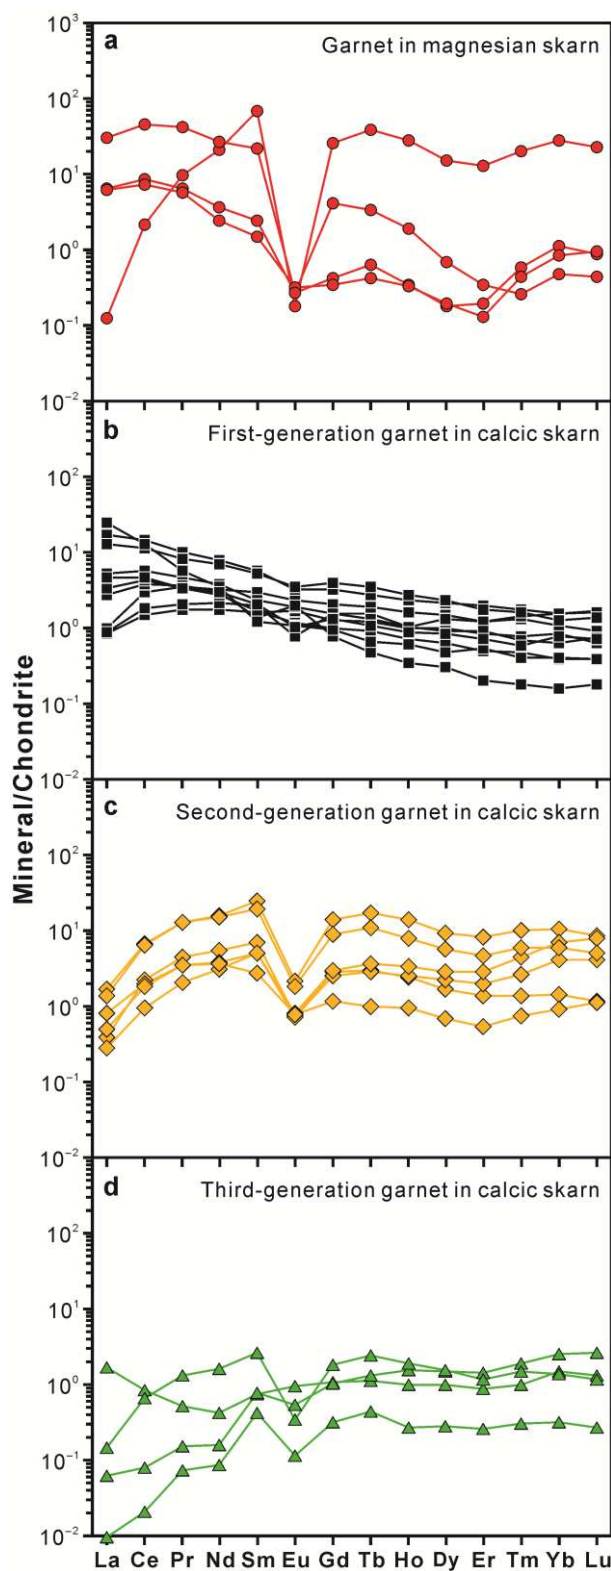 Mineral/Chondrite
a
Garnet in magnesian skarn
10³
10²
10¹
10⁰
10⁻¹
10⁻²
b
First-generation garnet in calcic skarn
10²
10¹
10⁰
10⁻¹
10⁻²
c
Second-generation garnet in calcic skarn
10²
10¹
10⁰
10⁻¹
10⁻²
d
Third-generation garnet in calcic skarn
10²
10¹
10⁰
10⁻¹
10⁻²
La Ce Pr Nd Sm Eu Gd Tb Ho Dy Er Tm Yb Lu